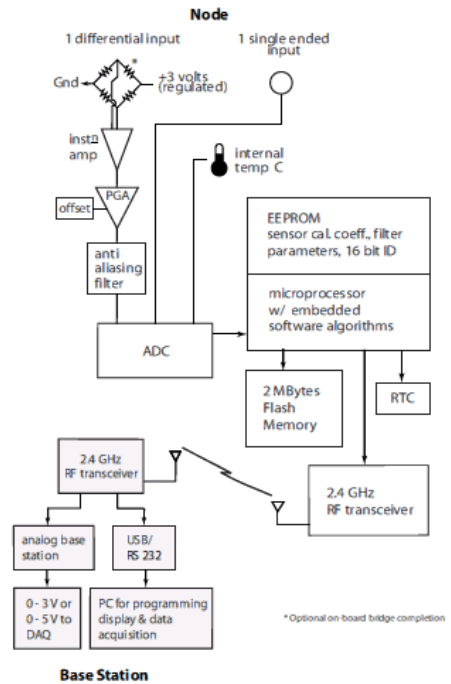 Node
1 differential input
1 single ended
input
*
Gnd
+3 volts
(regulated)
instn
amp
internal
temp C
PGA
offset
EEPROM
sensor cal. coeff., filter
parameters, 16 bit ID
anti
aliasing
filter
microprocessor
w/ embedded
software algorithms
ADC
2 MBytes
Flash
Memory
RTC
2.4 GHz
RF transceiver
2.4 GHz
RF transceiver
analog base
station
USB/
RS 232
0 - 3 V or
0 - 5 V to
DAQ
PC for programming
display & data
acquisition
* Optional on-board bridge completion
Base Station